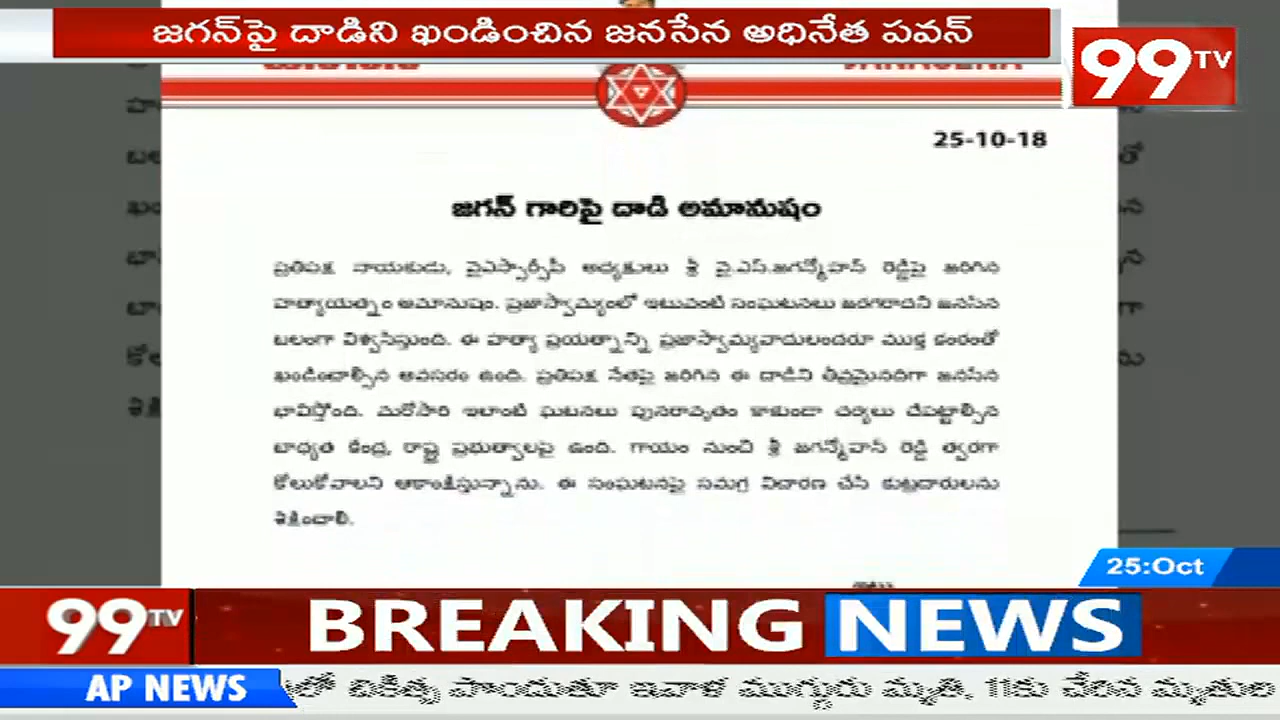 జగన్‌పై దాడిని ఖండించిన జనసేన అధినేత పవన్
99TV
25-10-18
జగన్ గారిపై దాడి అమానుషం
ప్రతిపక్ష నాయకుడు, వైఎస్సార్సీపీ అధ్యక్షులు శ్రీ వై.ఎస్.జగన్మోహన్ రెడ్డిపై జరిగిన
హత్యాయత్నం అమానుషం. ప్రజాస్వామ్యంలో ఇటువంటి సంఘటనలు జరగరాదని జనసేన
బలంగా విశ్వసిస్తుంది. ఈ హత్యా ప్రయత్నాన్ని ప్రజాస్వామ్యవాదులందరూ ముక్త కంఠంతో
ఖండించాల్సిన అవసరం ఉంది. ప్రతిపక్ష నేతపై జరిగిన ఈ దాడిని తీవ్రమైనదిగా జనసేన
భావిస్తోంది. మరోసారి ఇలాంటి ఘటనలు పునరావృతం కాకుండా చర్యలు చేపట్టాల్సిన
బాధ్యత కేంద్ర, రాష్ట్ర ప్రభుత్వాలపై ఉంది. గాయం నుంచి శ్రీ జగన్మోహన్ రెడ్డి త్వరగా
కోలుకోవాలని ఆకాంక్షిస్తున్నాను. ఈ సంఘటనపై సమగ్ర విచారణ చేసి కుట్రదారులను
శిక్షించాలి.
25:Oct
99TV BREAKING NEWS
AP NEWS చికిత్స పొందుతూ ఇవాళ ముగ్గురు మృతి, 11కు చేరిన మృతుల